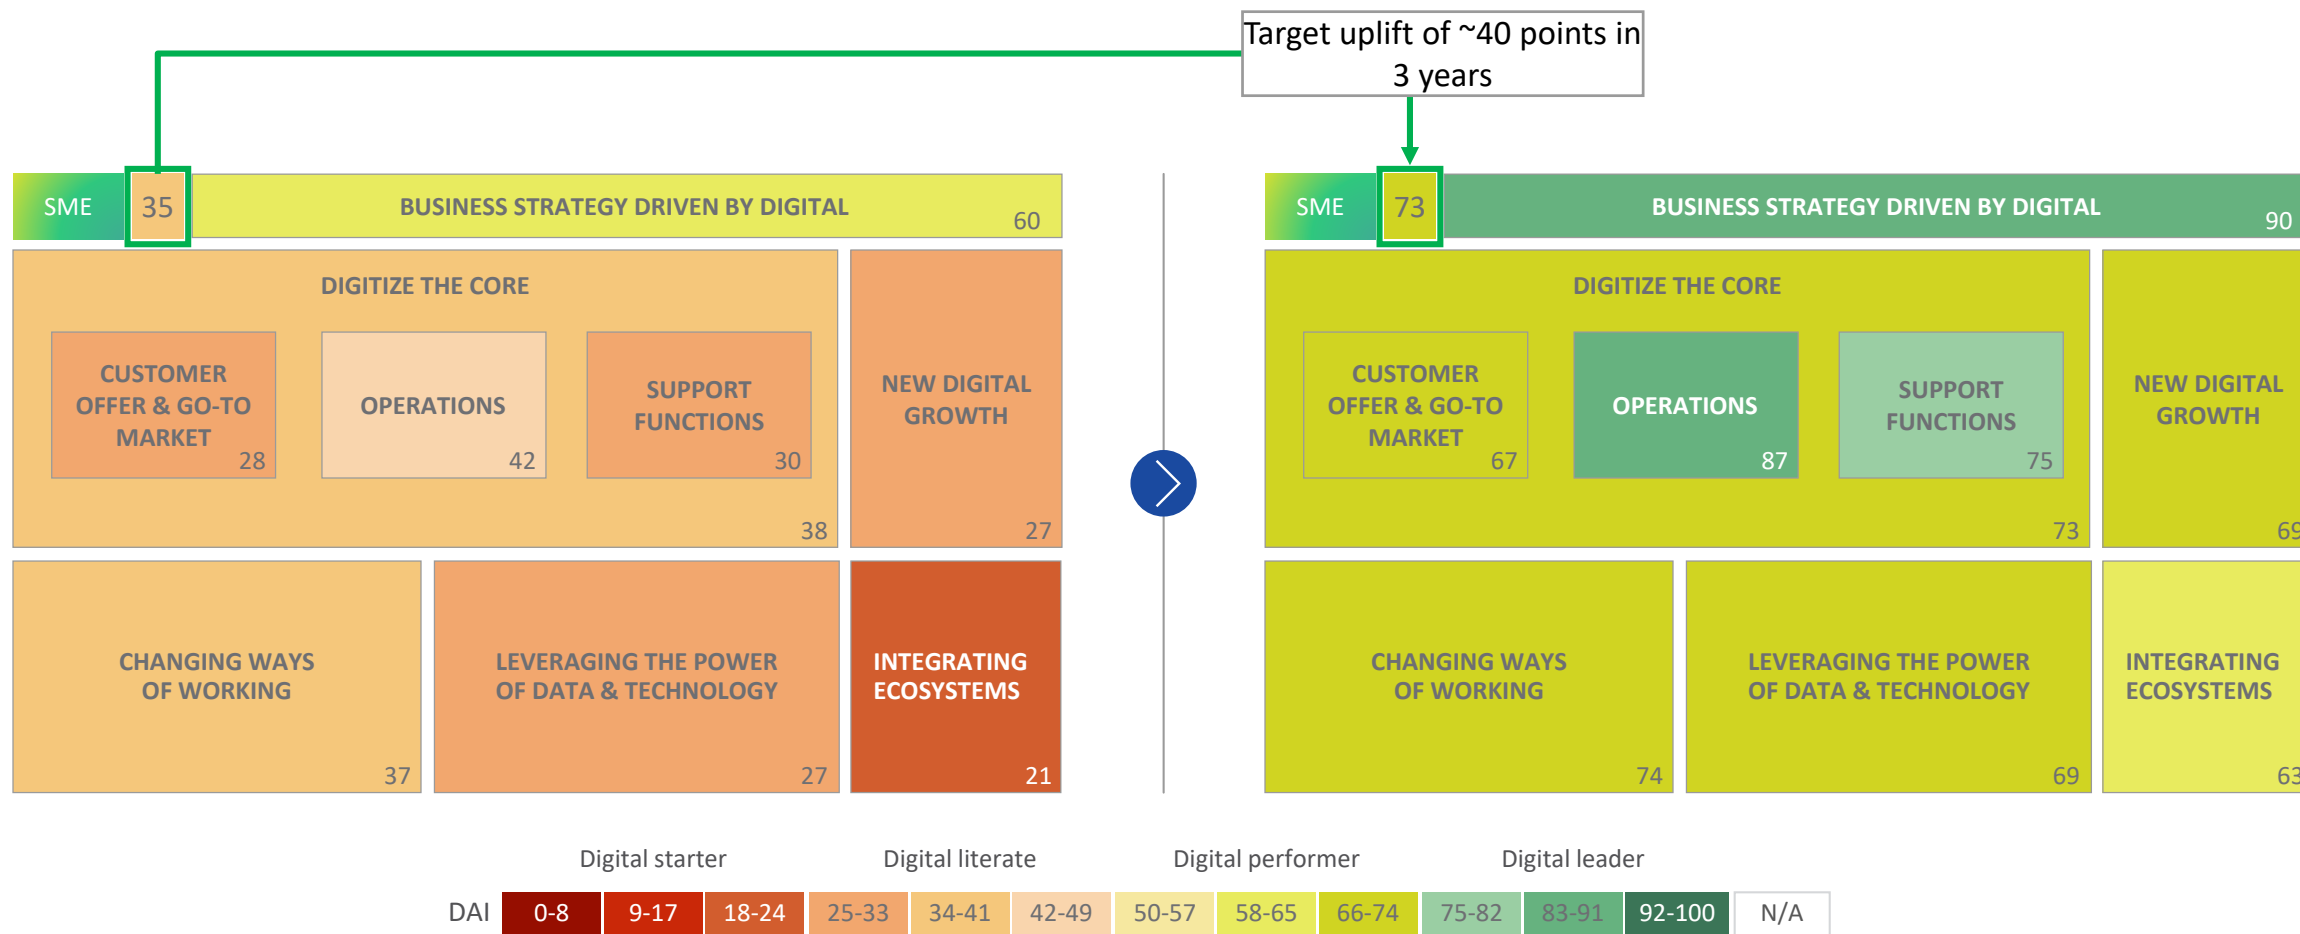 Target uplift of ~40 points in
3 years
SME
35
BUSINESS STRATEGY DRIVEN BY DIGITAL
60
DIGITIZE THE CORE
CUSTOMER
OFFER & GO-TO
MARKET
28
OPERATIONS
42
SUPPORT
FUNCTIONS
30
38
NEW DIGITAL
GROWTH
27
CHANGING WAYS
OF WORKING
37
LEVERAGING THE POWER
OF DATA & TECHNOLOGY
27
INTEGRATING
ECOSYSTEMS
21
SME
73
BUSINESS STRATEGY DRIVEN BY DIGITAL
90
DIGITIZE THE CORE
CUSTOMER
OFFER & GO-TO
MARKET
67
OPERATIONS
87
SUPPORT
FUNCTIONS
75
73
NEW DIGITAL
GROWTH
69
CHANGING WAYS
OF WORKING
74
LEVERAGING THE POWER
OF DATA & TECHNOLOGY
69
INTEGRATING
ECOSYSTEMS
63
Digital starter Digital literate Digital performer Digital leader
DAI 0-8 9-17 18-24 25-33 34-41 42-49 50-57 58-65 66-74 75-82 83-91 92-100 N/A